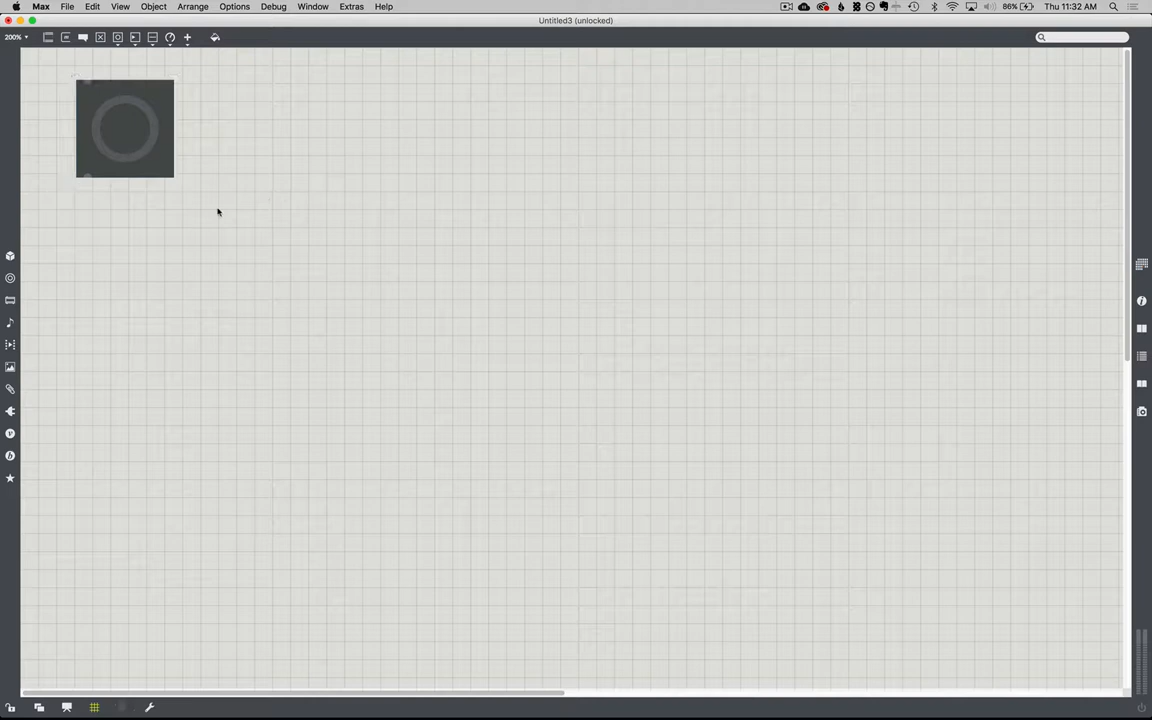 Max File Edit View Object Arrange Options Debug Window Extras Help 86% Thu 11:32 AM
Untitled3 (unlocked)
200%